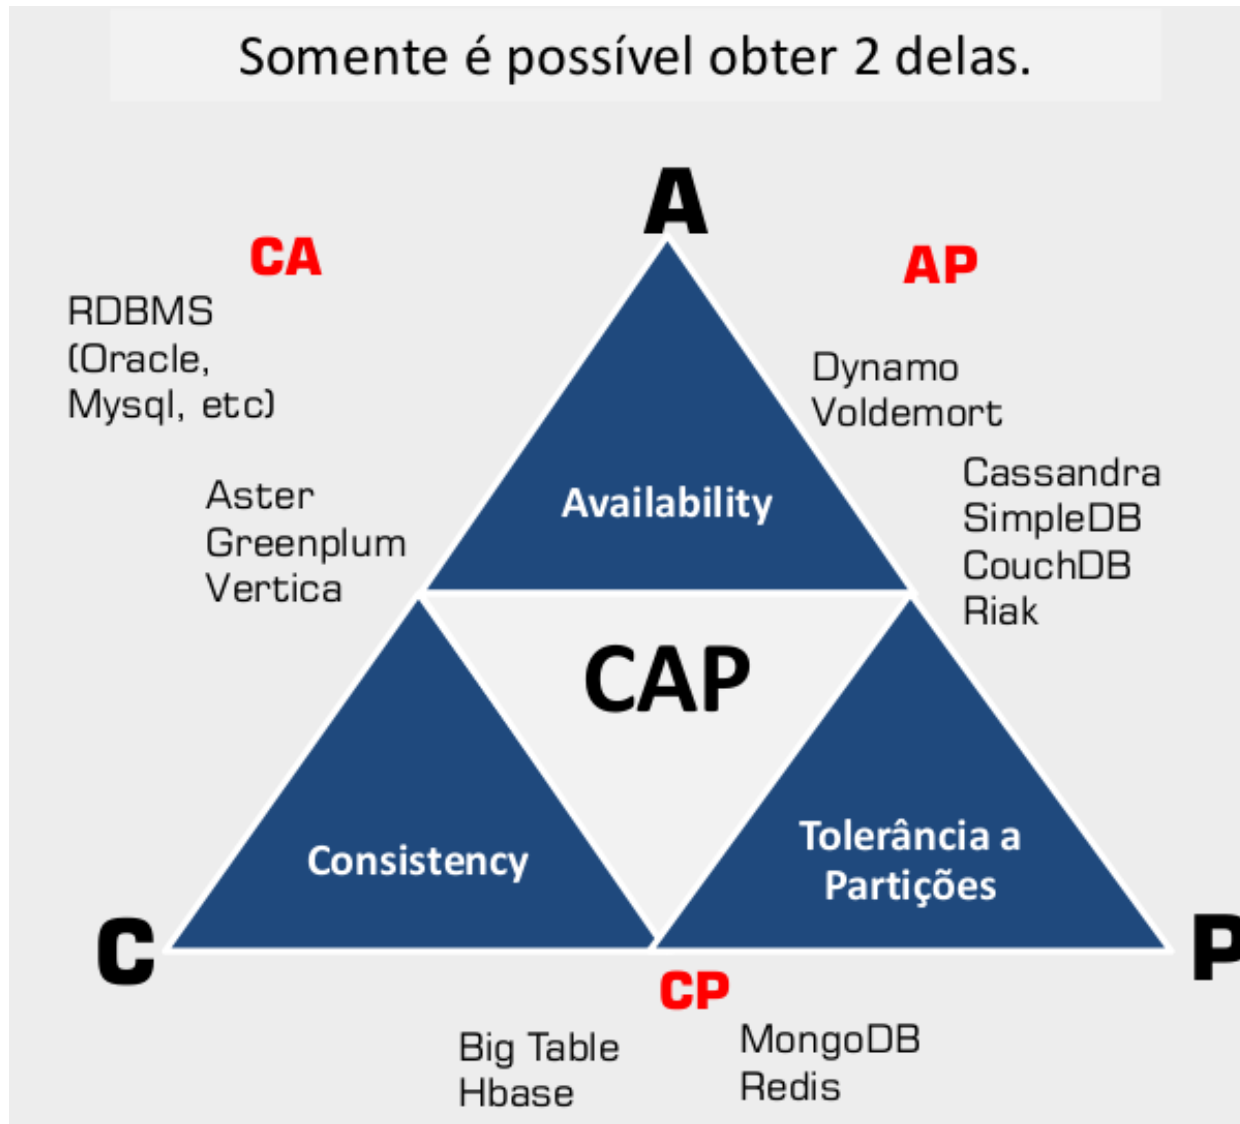 Somente é possível obter 2 delas.
A
CA
AP
RDBMS
(Oracle,
Mysql, etc)
Dynamo
Voldemort
Aster
Greenplum
Vertica
Availability
Cassandra
SimpleDB
CouchDB
Riak
CAP
Consistency
Tolerância a
Partições
C
P
CP
Big Table
Hbase
MongoDB
Redis